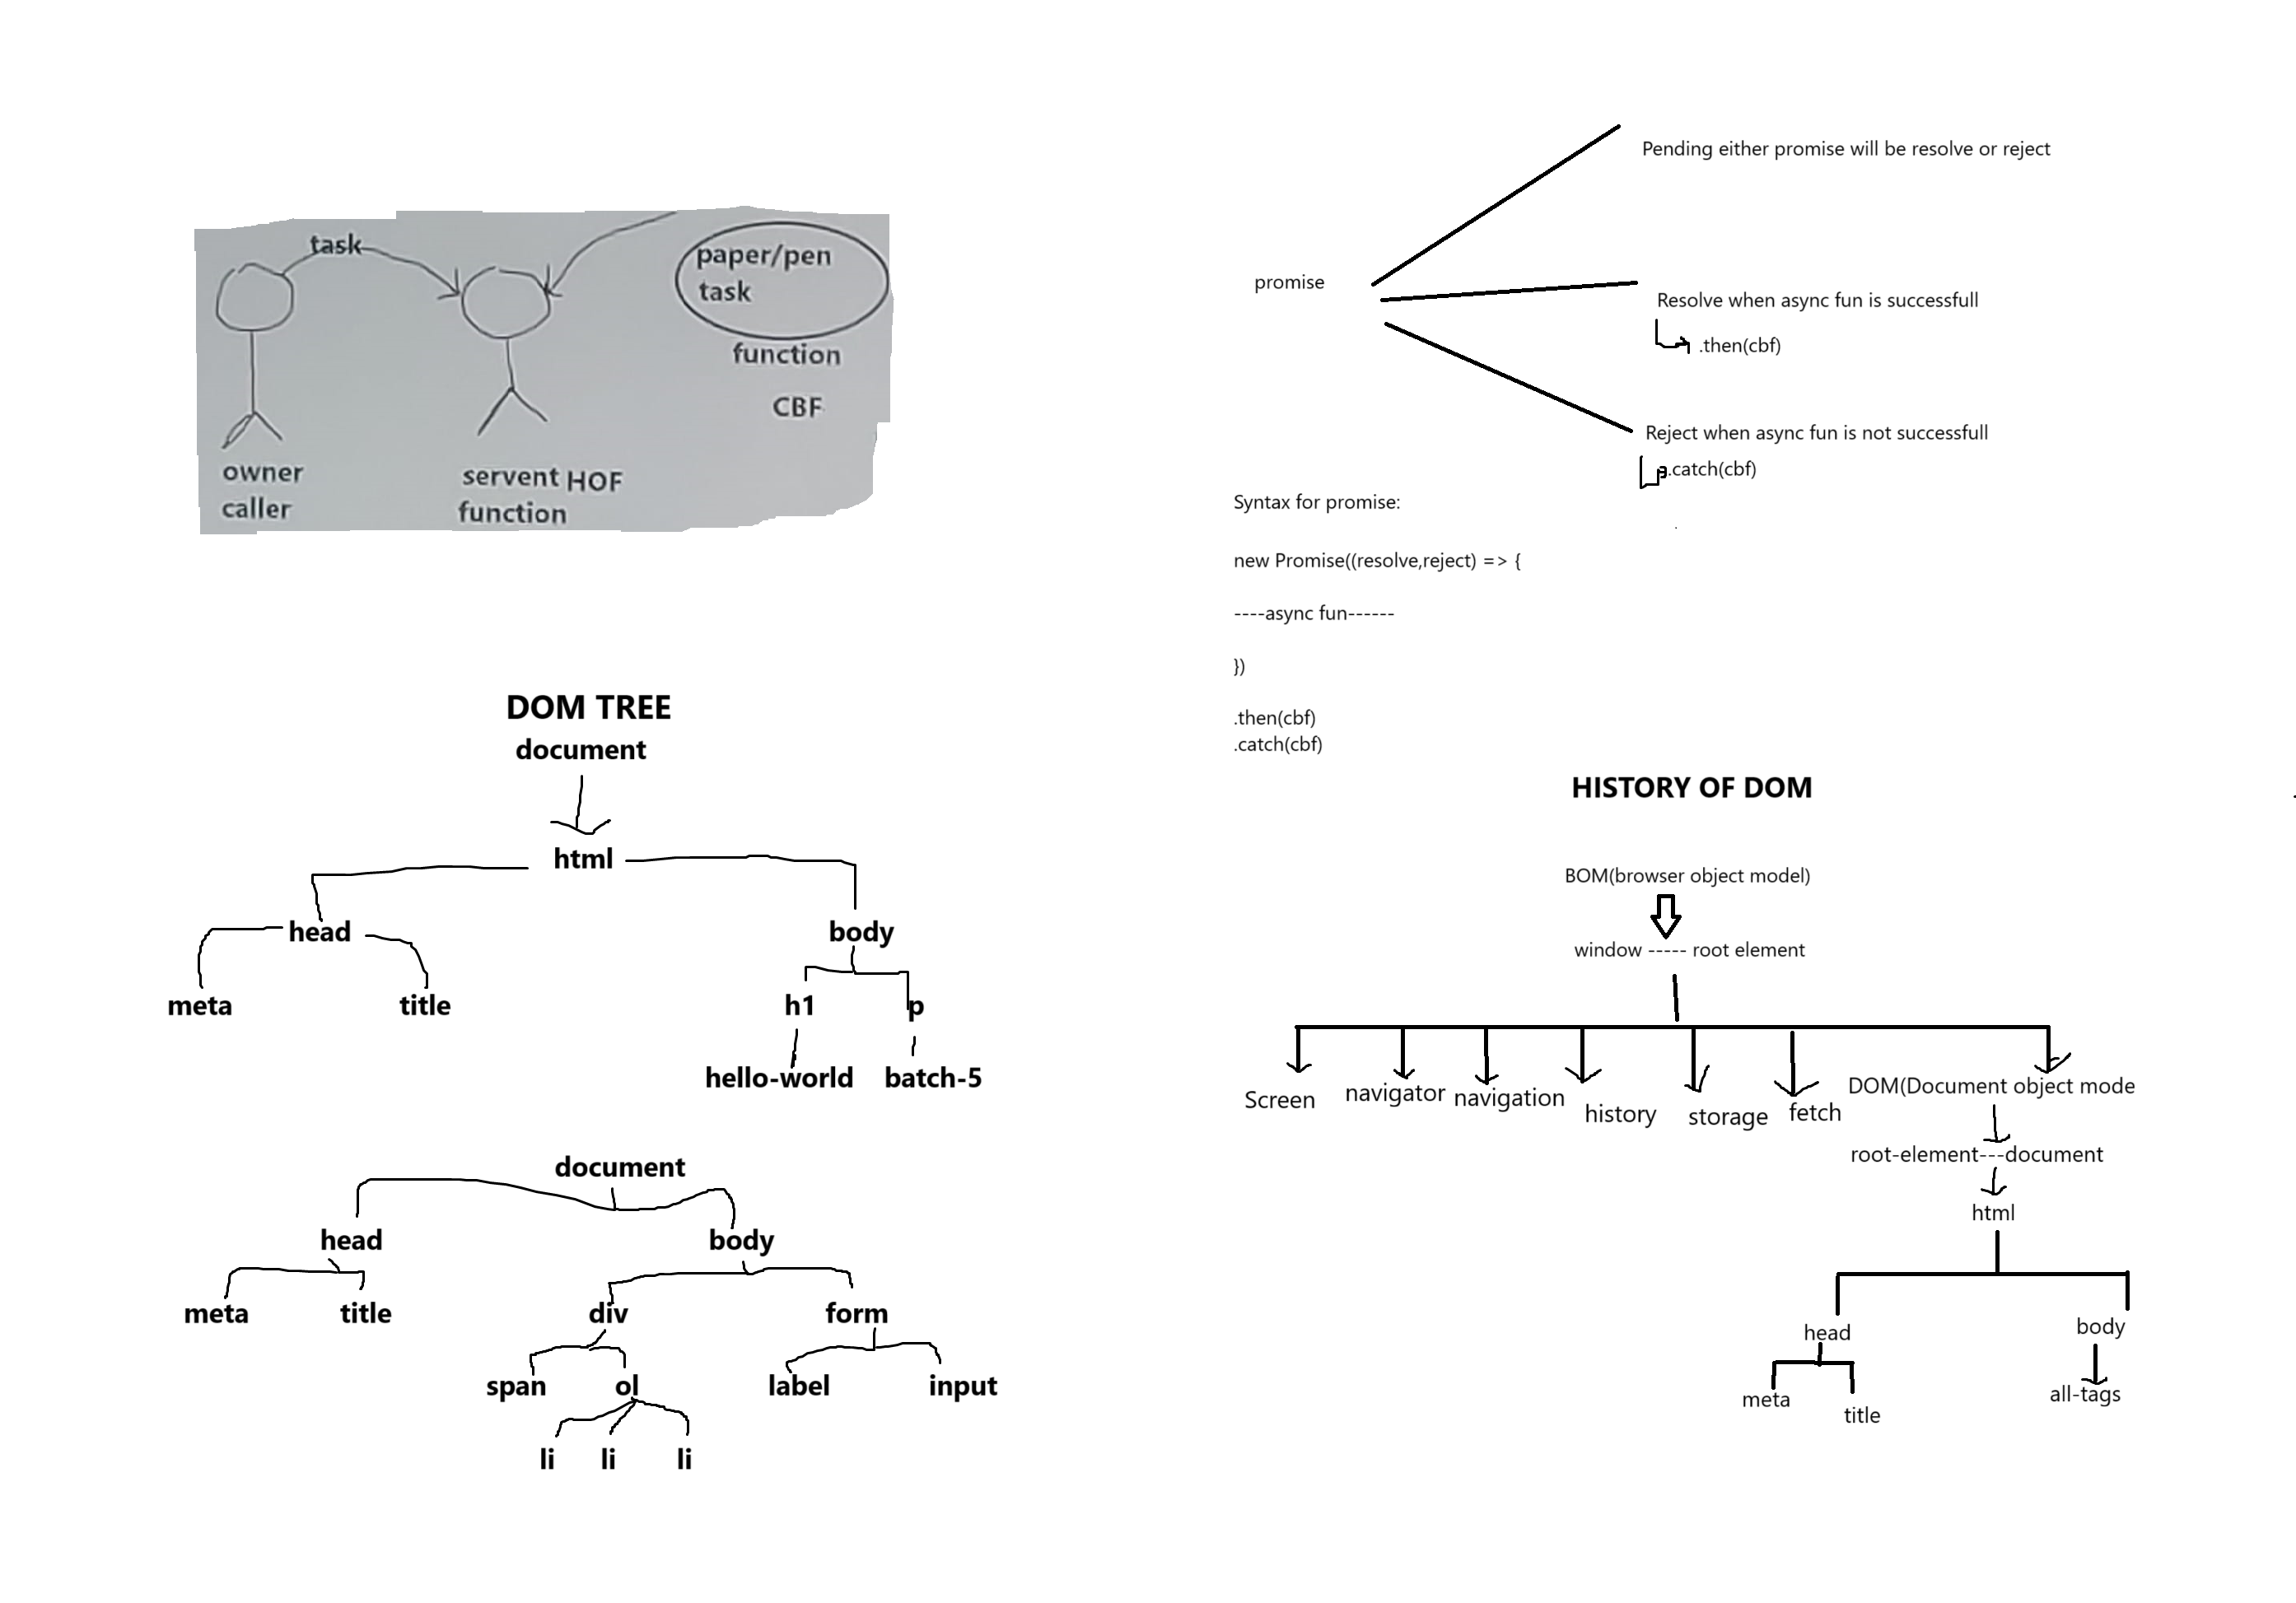 task
paper/pen
task
function
CBF
owner
caller
servent HOF
function
Pending either promise will be resolve or reject
promise
Resolve when async fun is successfull
.then(cbf)
Reject when async fun is not successfull
.catch(cbf)
Syntax for promise:
new Promise((resolve,reject) => {
----async fun------
})
.then(cbf)
.catch(cbf)
DOM TREE
document
html
head body
meta title h1 p
hello-world batch-5
document
head body
meta title div form
span ol label input
li li li
HISTORY OF DOM
BOM(browser object model)
window ----- root element
Screen navigator navigation history storage fetch DOM(Document object mode
root-element---document
html
head body
meta title all-tags